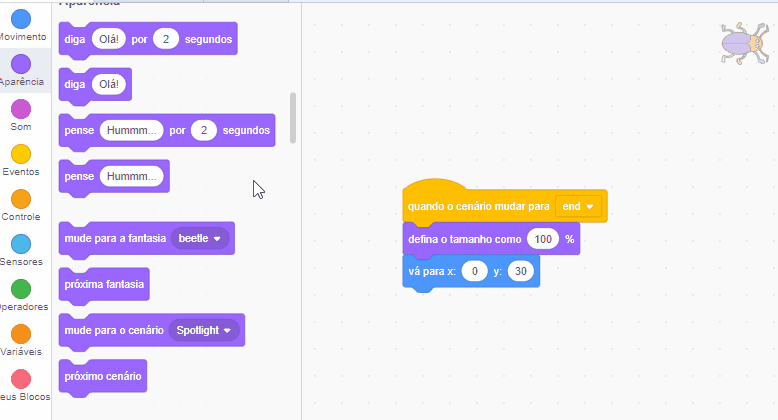 Aparência
Movimento
Aparência
Som
Eventos
Controle
Sensores
Operadores
Variáveis
eus Blocos
diga Olá! por 2 segundos
diga Olá!
pense Hummm... por 2 segundos
pense Hummm...
mude para a fantasia beetle
próxima fantasia
mude para o cenário Spotlight
próximo cenário
quando o cenário mudar para end
defina o tamanho como 100 %
vá para x: 0 y: 30